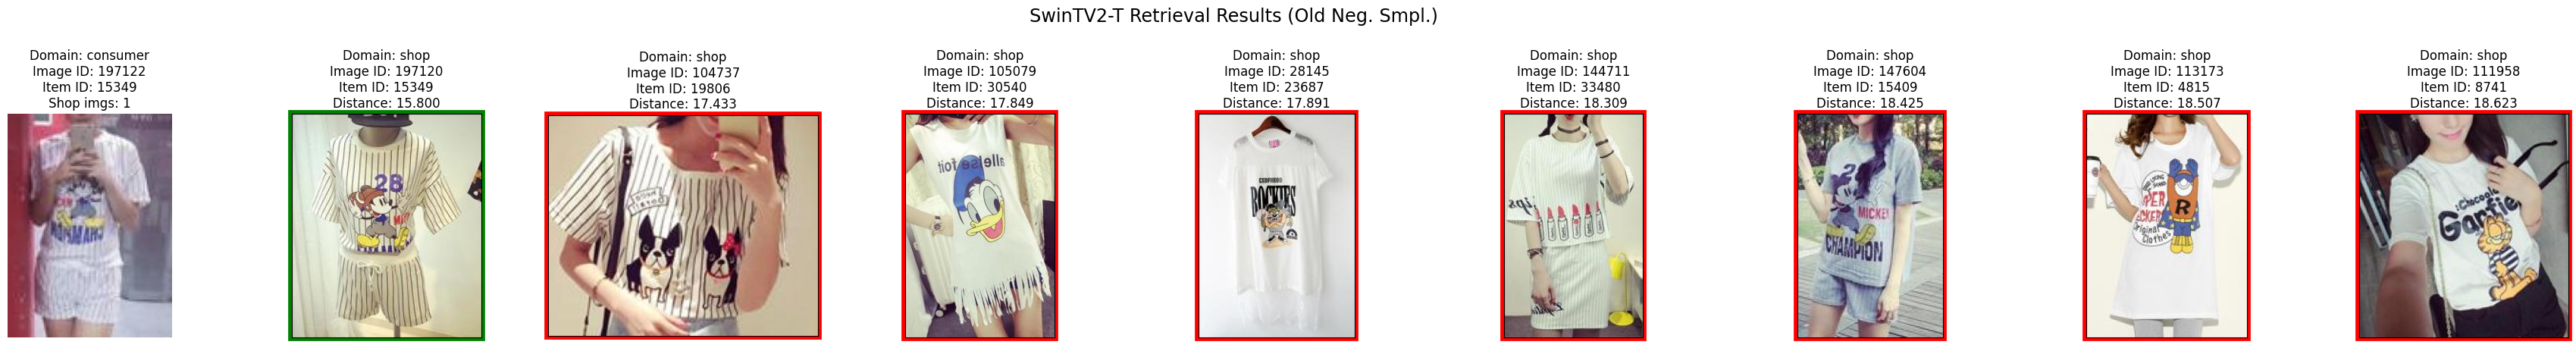 SwinTV2-T Retrieval Results (Old Neg. Smpl.)
Domain: consumer
Image ID: 197122
Item ID: 15349
Shop imgs: 1
Domain: shop
Image ID: 197120
Item ID: 15349
Distance: 15.800
Domain: shop
Image ID: 104737
Item ID: 19806
Distance: 17.433
Domain: shop
Image ID: 105079
Item ID: 30540
Distance: 17.849
Domain: shop
Image ID: 28145
Item ID: 23687
Distance: 17.891
Domain: shop
Image ID: 144711
Item ID: 33480
Distance: 18.309
Domain: shop
Image ID: 147604
Item ID: 15409
Distance: 18.425
Domain: shop
Image ID: 113173
Item ID: 4815
Distance: 18.507
Domain: shop
Image ID: 111958
Item ID: 8741
Distance: 18.623
28
ROCKIES
MICKEY
CHAMPION
R
Original
Clothes